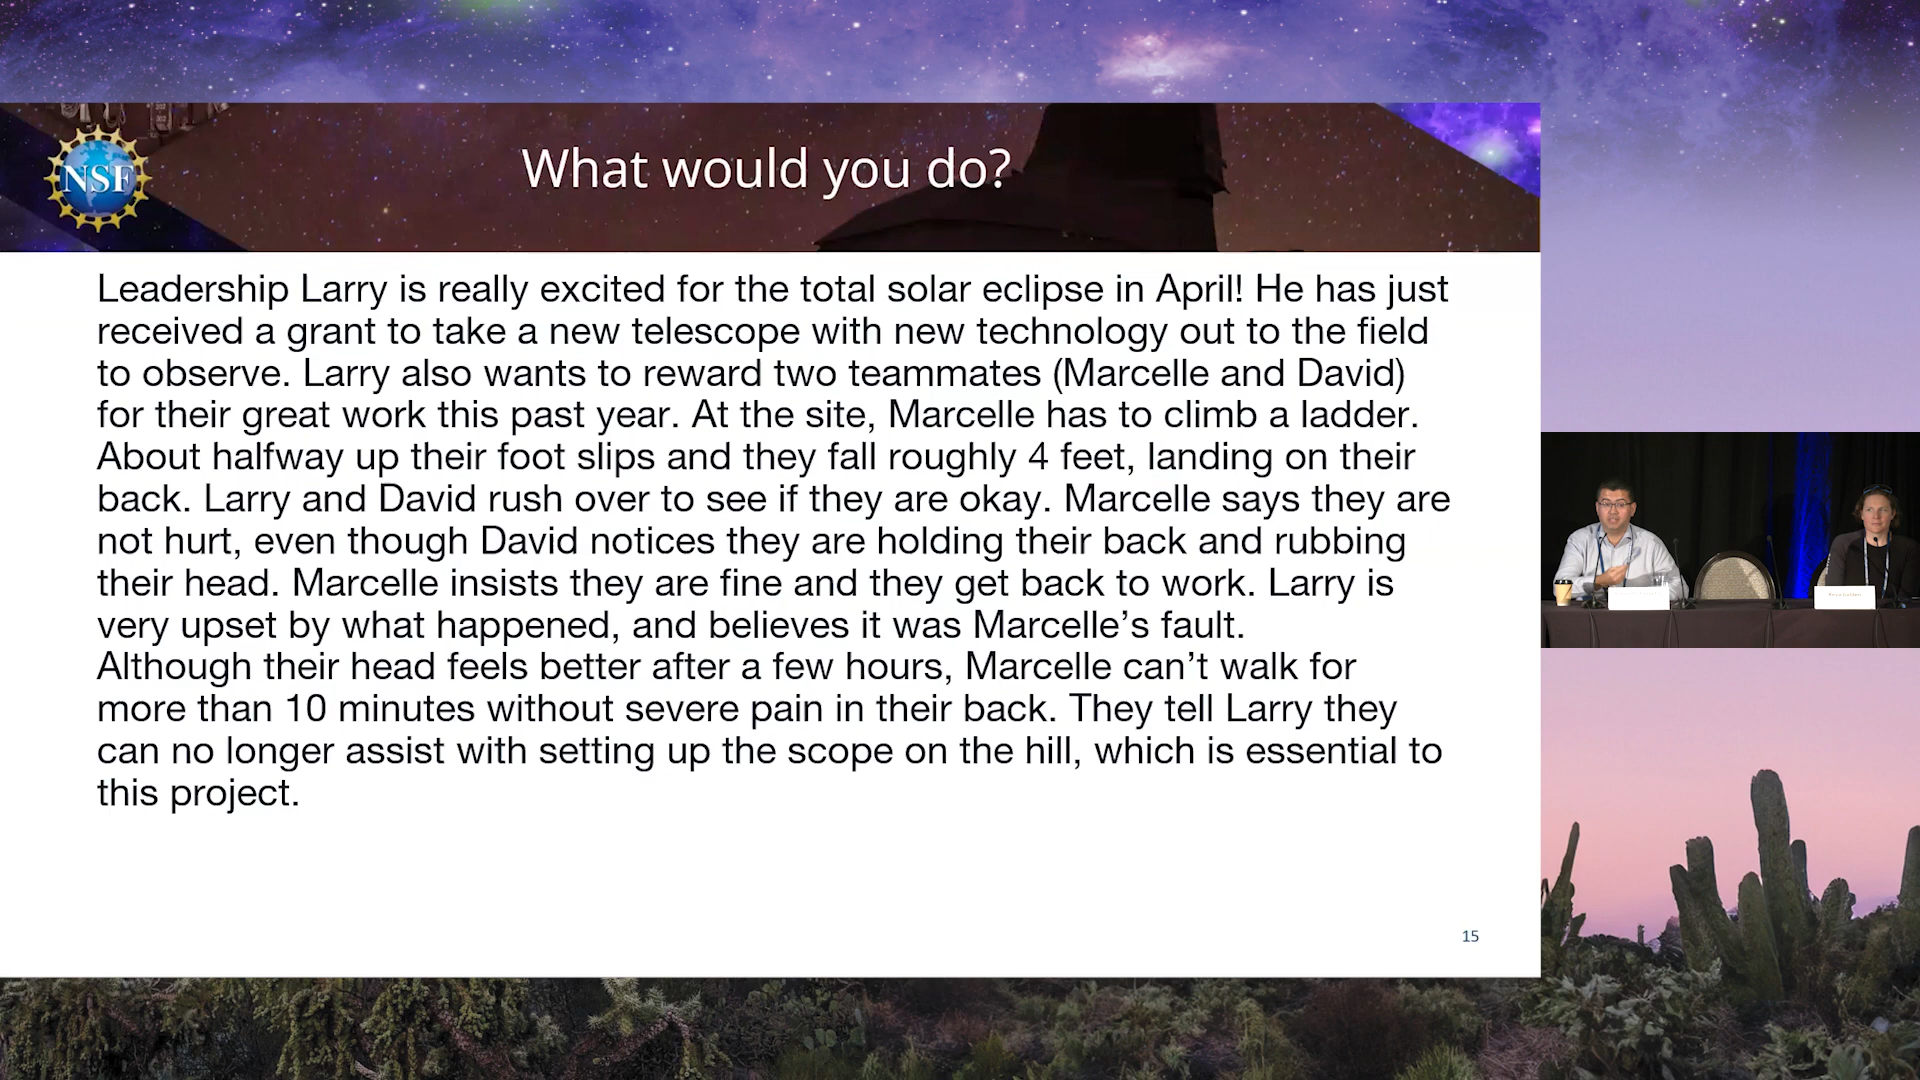 NSF
What would you do?
Leadership Larry is really excited for the total solar eclipse in April! He has just
received a grant to take a new telescope with new technology out to the field
to observe. Larry also wants to reward two teammates (Marcelle and David)
for their great work this past year. At the site, Marcelle has to climb a ladder.
About halfway up their foot slips and they fall roughly 4 feet, landing on their
back. Larry and David rush over to see if they are okay. Marcelle says they are
not hurt, even though David notices they are holding their back and rubbing
their head. Marcelle insists they are fine and they get back to work. Larry is
very upset by what happened, and believes it was Marcelle’s fault.
Although their head feels better after a few hours, Marcelle can’t walk for
more than 10 minutes without severe pain in their back. They tell Larry they
can no longer assist with setting up the scope on the hill, which is essential to
this project.
15